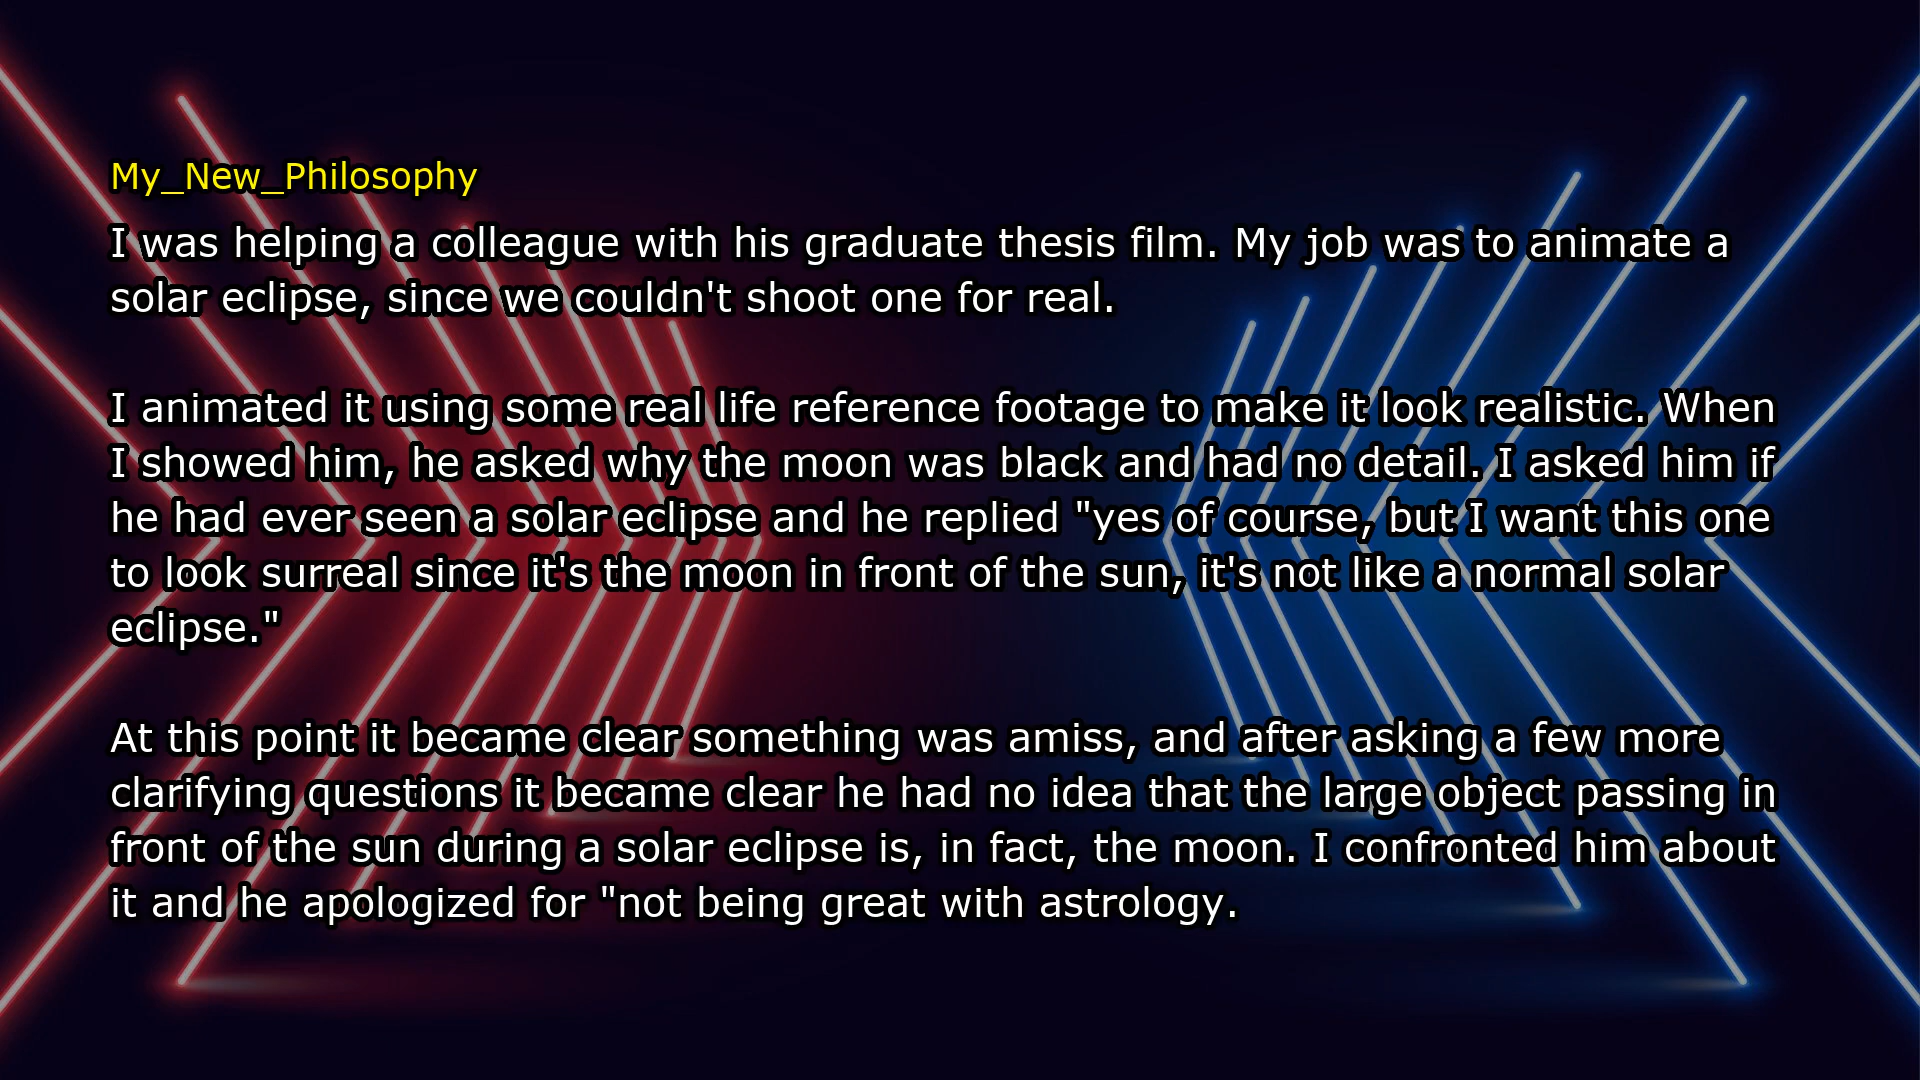 My_New_Philosophy
I was helping a colleague with his graduate thesis film. My job was to animate a
solar eclipse, since we couldn't shoot one for real.
I animated it using some real life reference footage to make it look realistic. When
I showed him, he asked why the moon was black and had no detail. I asked him if
he had ever seen a solar eclipse and he replied "yes of course, but I want this one
to look surreal since it's the moon in front of the sun, it's not like a normal solar
eclipse."
At this point it became clear something was amiss, and after asking a few more
clarifying questions it became clear he had no idea that the large object passing in
front of the sun during a solar eclipse is, in fact, the moon. I confronted him about
it and he apologized for "not being great with astrology.